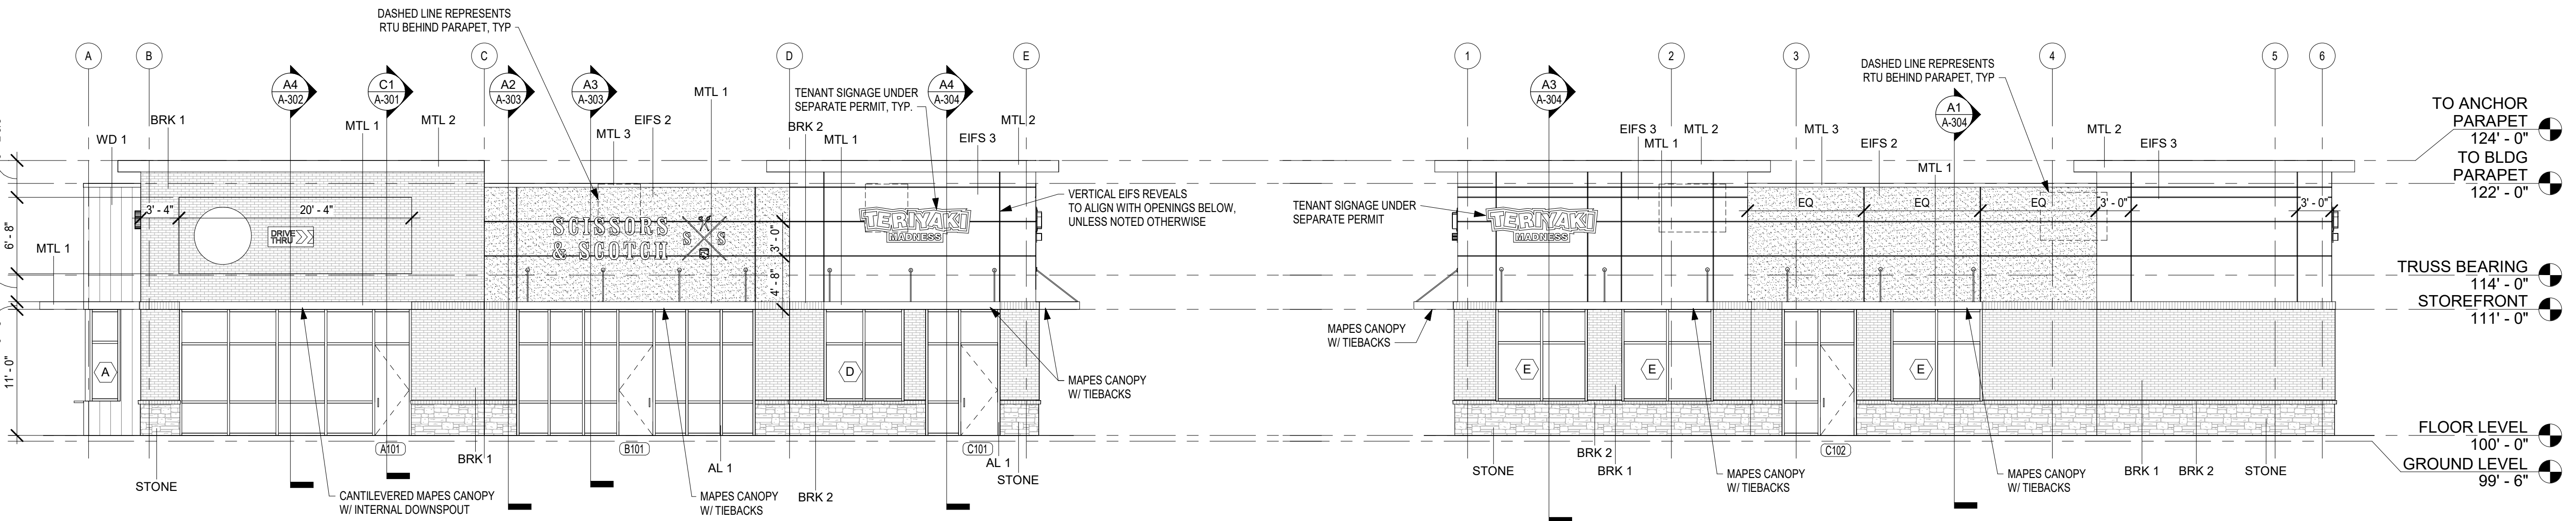 DASHED LINE REPRESENTS
RTU BEHIND PARAPET, TYP
A
B
C
D
E
A4
A-302
C1
A-301
A2
A-303
A3
A-303
A4
A-304
MTL 1
TENANT SIGNAGE UNDER
SEPARATE PERMIT, TYP.
BRK 1
WD 1
MTL 1
MTL 2
MTL 3
EIFS 2
BRK 2
MTL 1
EIFS 3
MTL 2
VERTICAL EIFS REVEALS
TO ALIGN WITH OPENINGS BELOW,
UNLESS NOTED OTHERWISE
3' - 4"
20' - 4"
6' - 8"
DRIVE
THRU
SCISSORS
& SCOTCH
S
S
3' - 0"
4' - 8"
TERIYAKI
MADNESS
MTL 1
11' - 0"
A
D
MAPES CANOPY
W/ TIEBACKS
A101
B101
C101
STONE
BRK 1
AL 1
BRK 2
AL 1
STONE
CANTILEVERED MAPES CANOPY
W/ INTERNAL DOWNSPOUT
MAPES CANOPY
W/ TIEBACKS
1
2
3
4
5
6
A3
A-304
DASHED LINE REPRESENTS
RTU BEHIND PARAPET, TYP
A1
A-304
EIFS 3
MTL 2
MTL 1
MTL 3
EIFS 2
MTL 1
MTL 2
EIFS 3
TENANT SIGNAGE UNDER
SEPARATE PERMIT
TERIYAKI
MADNESS
EQ
EQ
EQ
3' - 0"
3' - 0"
MAPES CANOPY
W/ TIEBACKS
E
E
E
C102
STONE
BRK 2
BRK 1
MAPES CANOPY
W/ TIEBACKS
MAPES CANOPY
W/ TIEBACKS
BRK 1
BRK 2
STONE
TO ANCHOR
PARAPET
124' - 0"
TO BLDG
PARAPET
122' - 0"
TRUSS BEARING
114' - 0"
STOREFRONT
111' - 0"
FLOOR LEVEL
100' - 0"
GROUND LEVEL
99' - 6"